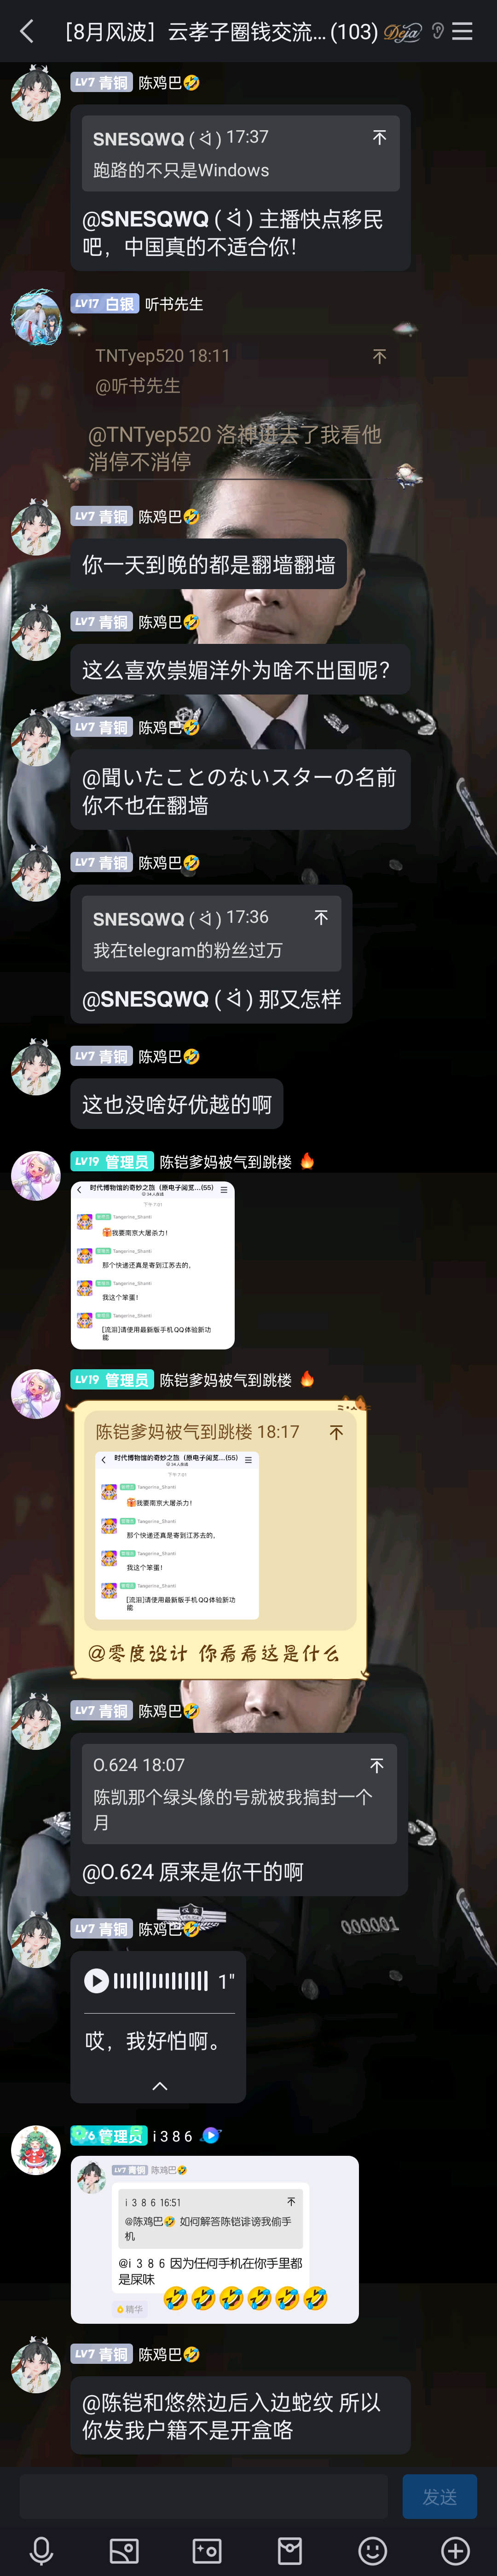 [8月风波] 云孝子圈钱交流...(103) Deja
LV7 青铜 陈鸡巴🤣
SNESQWQ ( ᐛ ) 17:37
跑路的不只是Windows
@SNESQWQ ( ᐛ ) 主播快点移民
吧，中国真的不适合你！
LV17 白银 听书先生
TNTyep520 18:11
@听书先生
@TNTyep520 洛神进去了我看他
消停不消停
LV7 青铜 陈鸡巴🤣
你一天到晚的都是翻墙翻墙
LV7 青铜 陈鸡巴🤣
这么喜欢崇媚洋外为啥不出国呢？
LV7 青铜 陈鸡巴🤣
@聞いたことのないスターの名前
你不也在翻墙
LV7 青铜 陈鸡巴🤣
SNESQWQ ( ᐛ ) 17:36
我在telegram的粉丝过万
@SNESQWQ ( ᐛ ) 那又怎样
LV7 青铜 陈鸡巴🤣
这也没啥好优越的啊
LV19 管理员 陈铠爹妈被气到跳楼 🔥
时代博物馆的奇妙之旅（原电子阅览...(55)
Tangerine_Shanti
🎁我要南京大屠杀力！
Tangerine_Shanti
那个快递还真是寄到江苏去的，
Tangerine_Shanti
我这个笨蛋！
Tangerine_Shanti
[流泪]请使用最新版手机QQ体验新功
能
LV19 管理员 陈铠爹妈被气到跳楼 🔥
陈铠爹妈被气到跳楼 18:17
时代博物馆的奇妙之旅（原电子阅览...(55)
Tangerine_Shanti
🎁我要南京大屠杀力！
Tangerine_Shanti
那个快递还真是寄到江苏去的，
Tangerine_Shanti
我这个笨蛋！
Tangerine_Shanti
[流泪]请使用最新版手机QQ体验新功
能
@零度设计 你看看这是什么
LV7 青铜 陈鸡巴🤣
O.624 18:07
陈凯那个绿头像的号就被我搞封一个
月
@O.624 原来是你干的啊
000001
LV7 青铜 陈鸡巴🤣
1"
哎，我好怕啊。
管理员 i 3 8 6
LV7 青铜 陈鸡巴🤣
i 3 8 6 16:51
@陈鸡巴🤣 如何解答陈铠诽谤我偷手
机
@i 3 8 6 因为任何手机在你手里都
是屎味
🤣🤣🤣🤣🤣🤣
精华
LV7 青铜 陈鸡巴🤣
@陈铠和悠然边后入边蛇纹 所以
你发我户籍不是开盒咯
发送